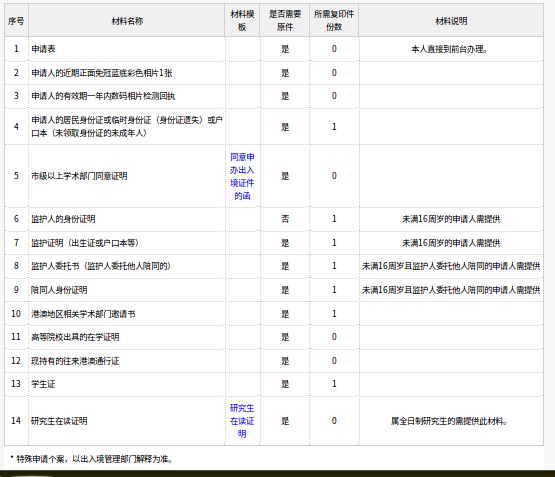 序号 材料名称 材料模板 是否需要原件 所需复印件份数 材料说明
1 申请表 是 0 本人直接到前台办理。
2 申请人的近期正面免冠蓝底彩色相片1张 是 0
3 申请人的有效期一年内数码相片检测回执 是 0
4 申请人的居民身份证或临时身份证（身份证遗失）或户口本（未领取身份证的未成年人） 是 1
5 市级以上学术部门同意证明 同意申办出入境证件的函 是 0
6 监护人的身份证明 否 1 未满16周岁的申请人需提供
7 监护证明（出生证或户口本等） 是 1 未满16周岁的申请人需提供
8 监护人委托书（监护人委托他人陪同的） 是 1 未满16周岁且监护人委托他人陪同的申请人需提供
9 陪同人身份证明 是 1 未满16周岁且监护人委托他人陪同的申请人需提供
10 港澳地区相关学术部门邀请书 是 1
11 高等院校出具的在学证明 是 0
12 现持有的往来港澳通行证 是 0
13 学生证 是 1
14 研究生在读证明 研究生在读证明 是 0 属全日制研究生的需提供此材料。
* 特殊申请个案，以出入境管理部门解释为准。